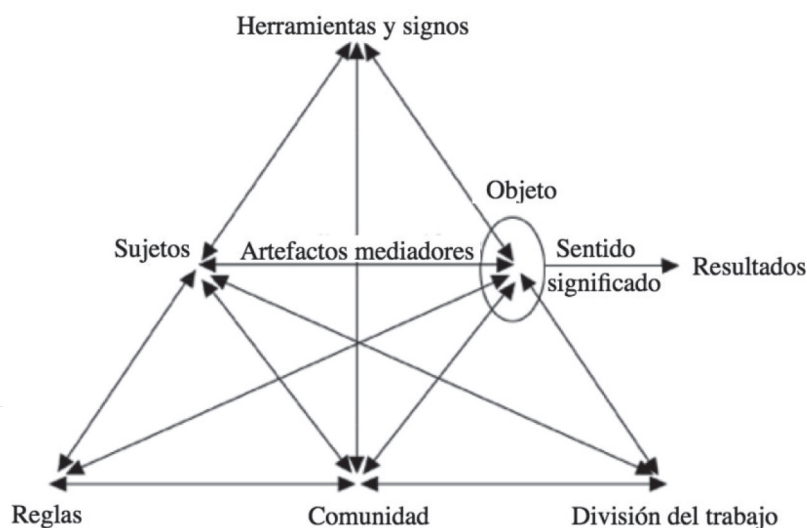 Herramientas y signos
Objeto
Sujetos
Artefactos mediadores
Sentido
significado
Resultados
Reglas
Comunidad
División del trabajo